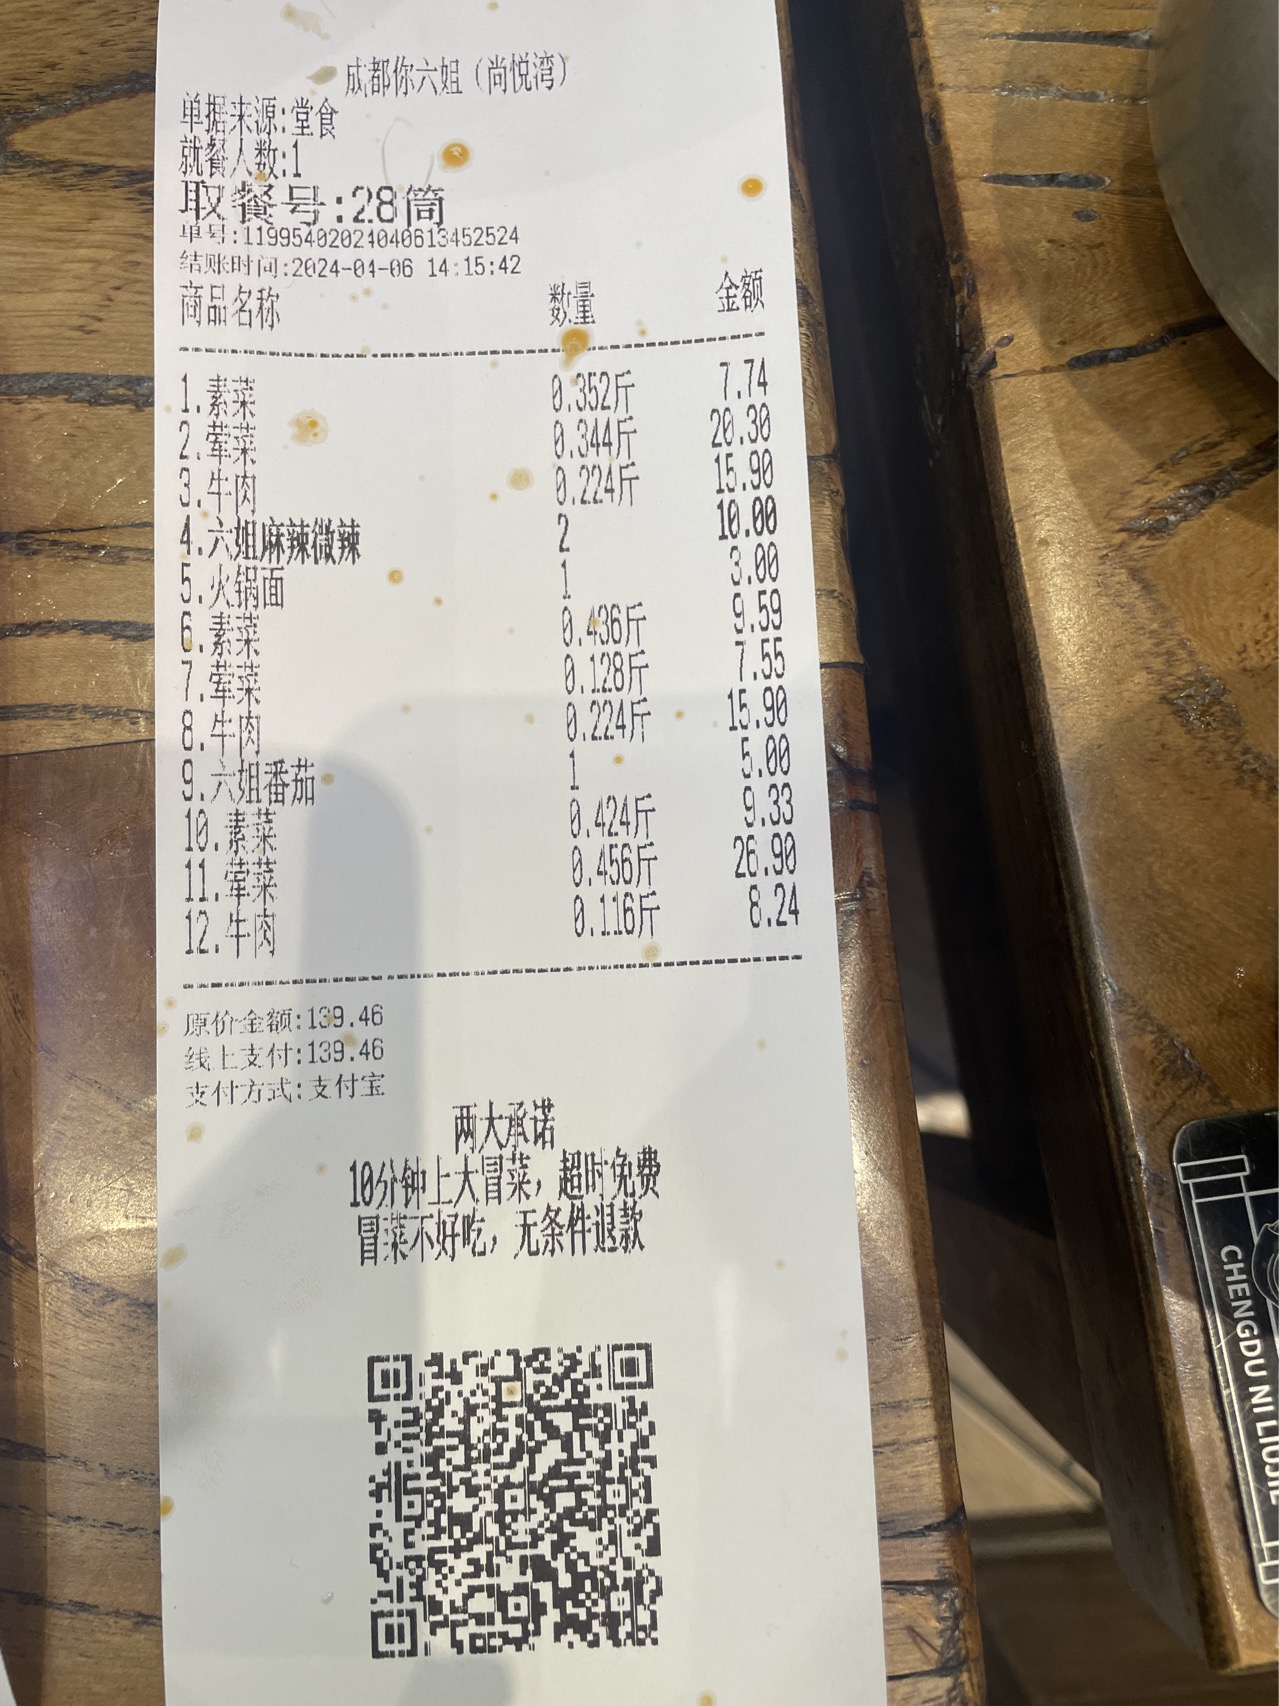 成都你六姐（尚悦湾）
单据来源:堂食
就餐人数:1
取餐号:28筒
单号:11995402024040613452524
结账时间:2024-04-06 14:15:42
商品名称 数量 金额
1.素菜 0.352斤 7.74
2.荤菜 0.344斤 20.30
3.牛肉 0.224斤 15.90
4.六姐麻辣微辣 2 10.00
5.火锅面 1 3.00
6.素菜 0.436斤 9.59
7.荤菜 0.128斤 7.55
8.牛肉 0.224斤 15.90
9.六姐番茄 1 5.00
10.素菜 0.424斤 9.33
11.荤菜 0.456斤 26.90
12.牛肉 0.116斤 8.24
原价金额:139.46
线上支付:139.46
支付方式:支付宝
两大承诺
10分钟上大冒菜，超时免费
冒菜不好吃，无条件退款
CHENGDU NI LIUJIE